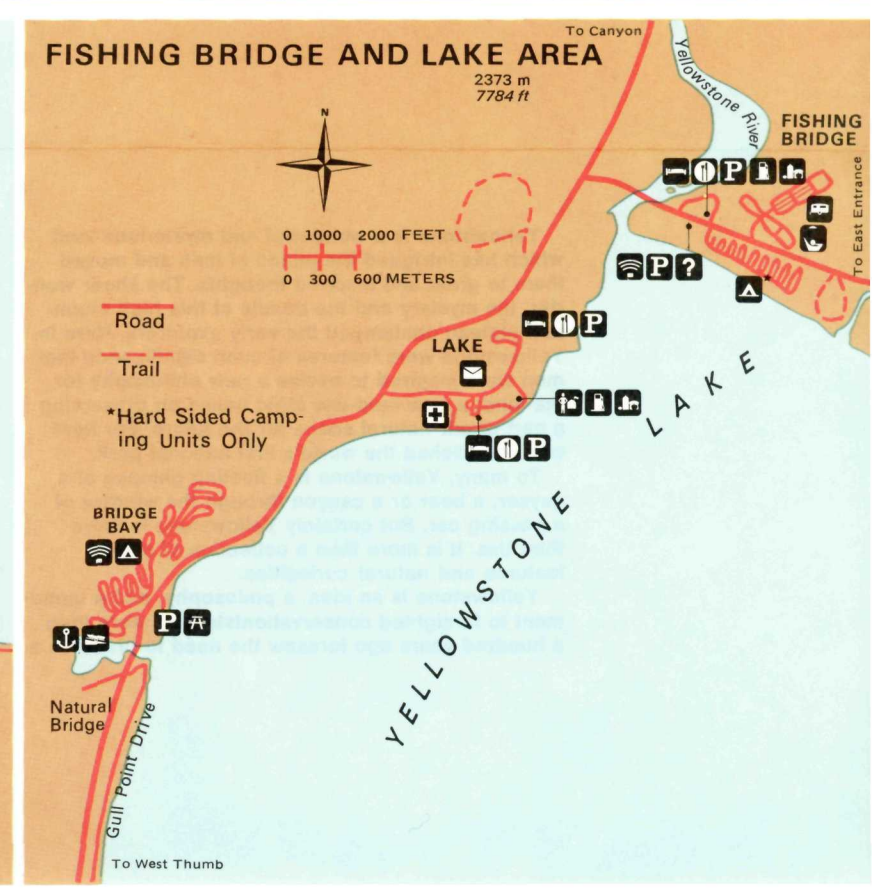 To Canyon
FISHING BRIDGE AND LAKE AREA
2373 m
7784 ft
N
Yellowstone River
FISHING
BRIDGE
To East Entrance
P
0 1000 2000 FEET
0 300 600 METERS
Road
Trail
*Hard Sided Camp-
ing Units Only
P ?
*
P
LAKE
P
YELLOWSTONE LAKE
BRIDGE
BAY
P
Natural
Bridge
Gull Point Drive
To West Thumb